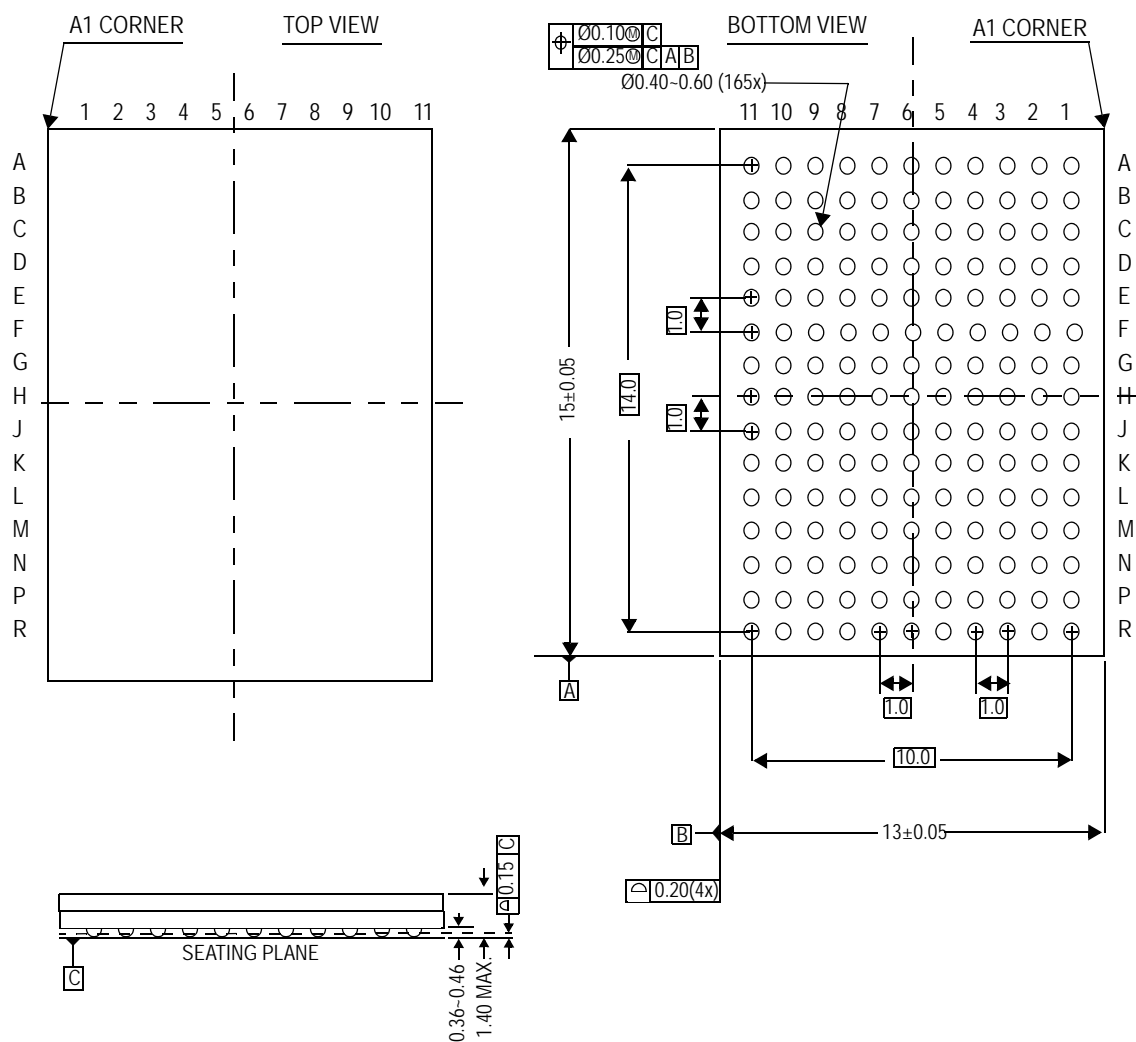 A1 CORNER
TOP VIEW
1 2 3 4 5 6 7 8 9 10 11
A
B
C
D
E
F
G
H
J
K
L
M
N
P
R
Ø0.10Ⓜ C
Ø0.25Ⓜ C A B
BOTTOM VIEW
A1 CORNER
Ø0.40~0.60 (165x)
11 10 9 8 7 6 5 4 3 2 1
A
B
C
D
E
F
G
H
J
K
L
M
N
P
R
1.0
15±0.05
14.0
1.0
A
1.0
1.0
10.0
B
13±0.05
0.20(4x)
0.15 C
SEATING PLANE
C
0.36~0.46
1.40 MAX.